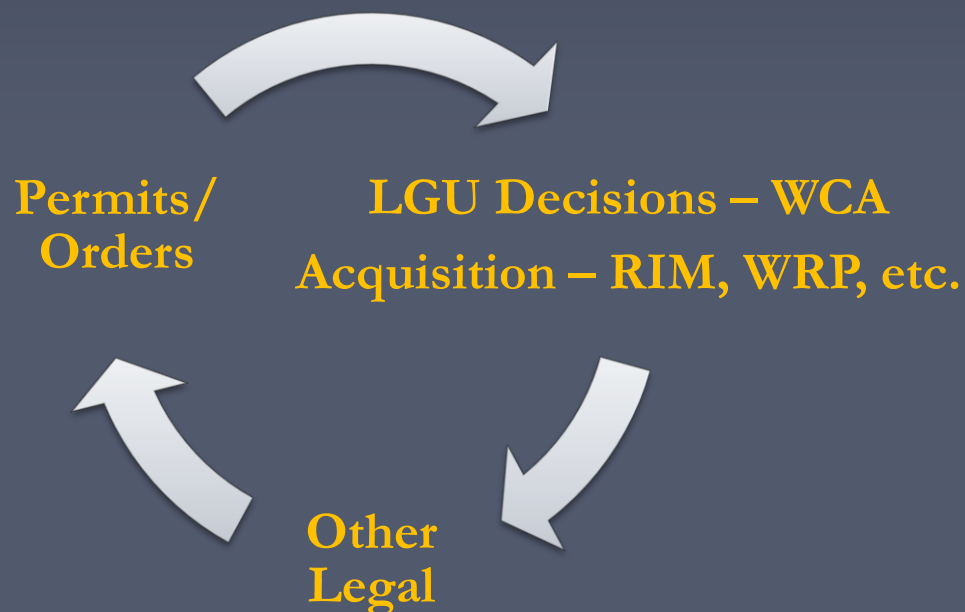 Permits/
Orders
LGU Decisions – WCA
Acquisition – RIM, WRP, etc.
Other
Legal